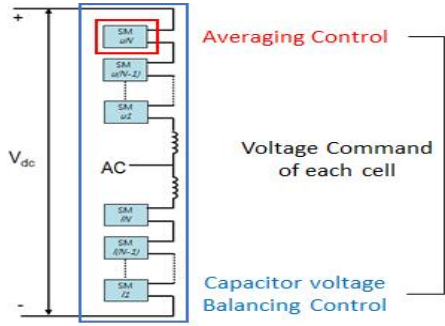 +
SM
uN
Averaging Control
SM
u(N-1)
SM
u1
Vdc
AC
Voltage Command
of each cell
SM
lN
SM
l(N-1)
SM
l1
Capacitor voltage
Balancing Control
-